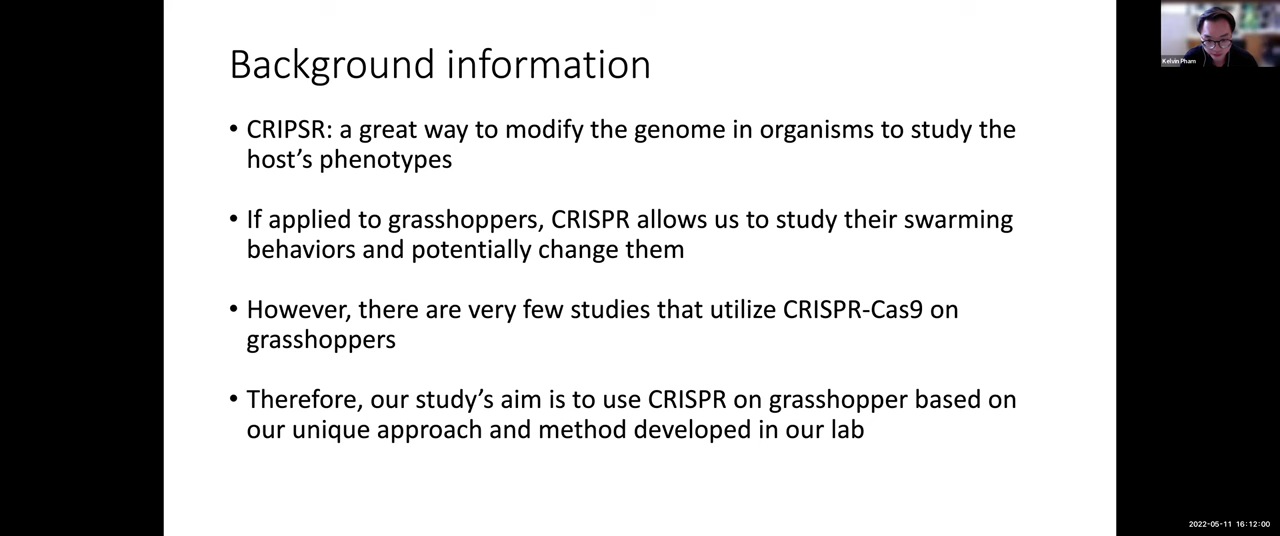 Background information
• CRIPSR: a great way to modify the genome in organisms to study the
host’s phenotypes
• If applied to grasshoppers, CRISPR allows us to study their swarming
behaviors and potentially change them
• However, there are very few studies that utilize CRISPR-Cas9 on
grasshoppers
• Therefore, our study’s aim is to use CRISPR on grasshopper based on
our unique approach and method developed in our lab
Kelvin Pham
2022-05-11 16:12:00